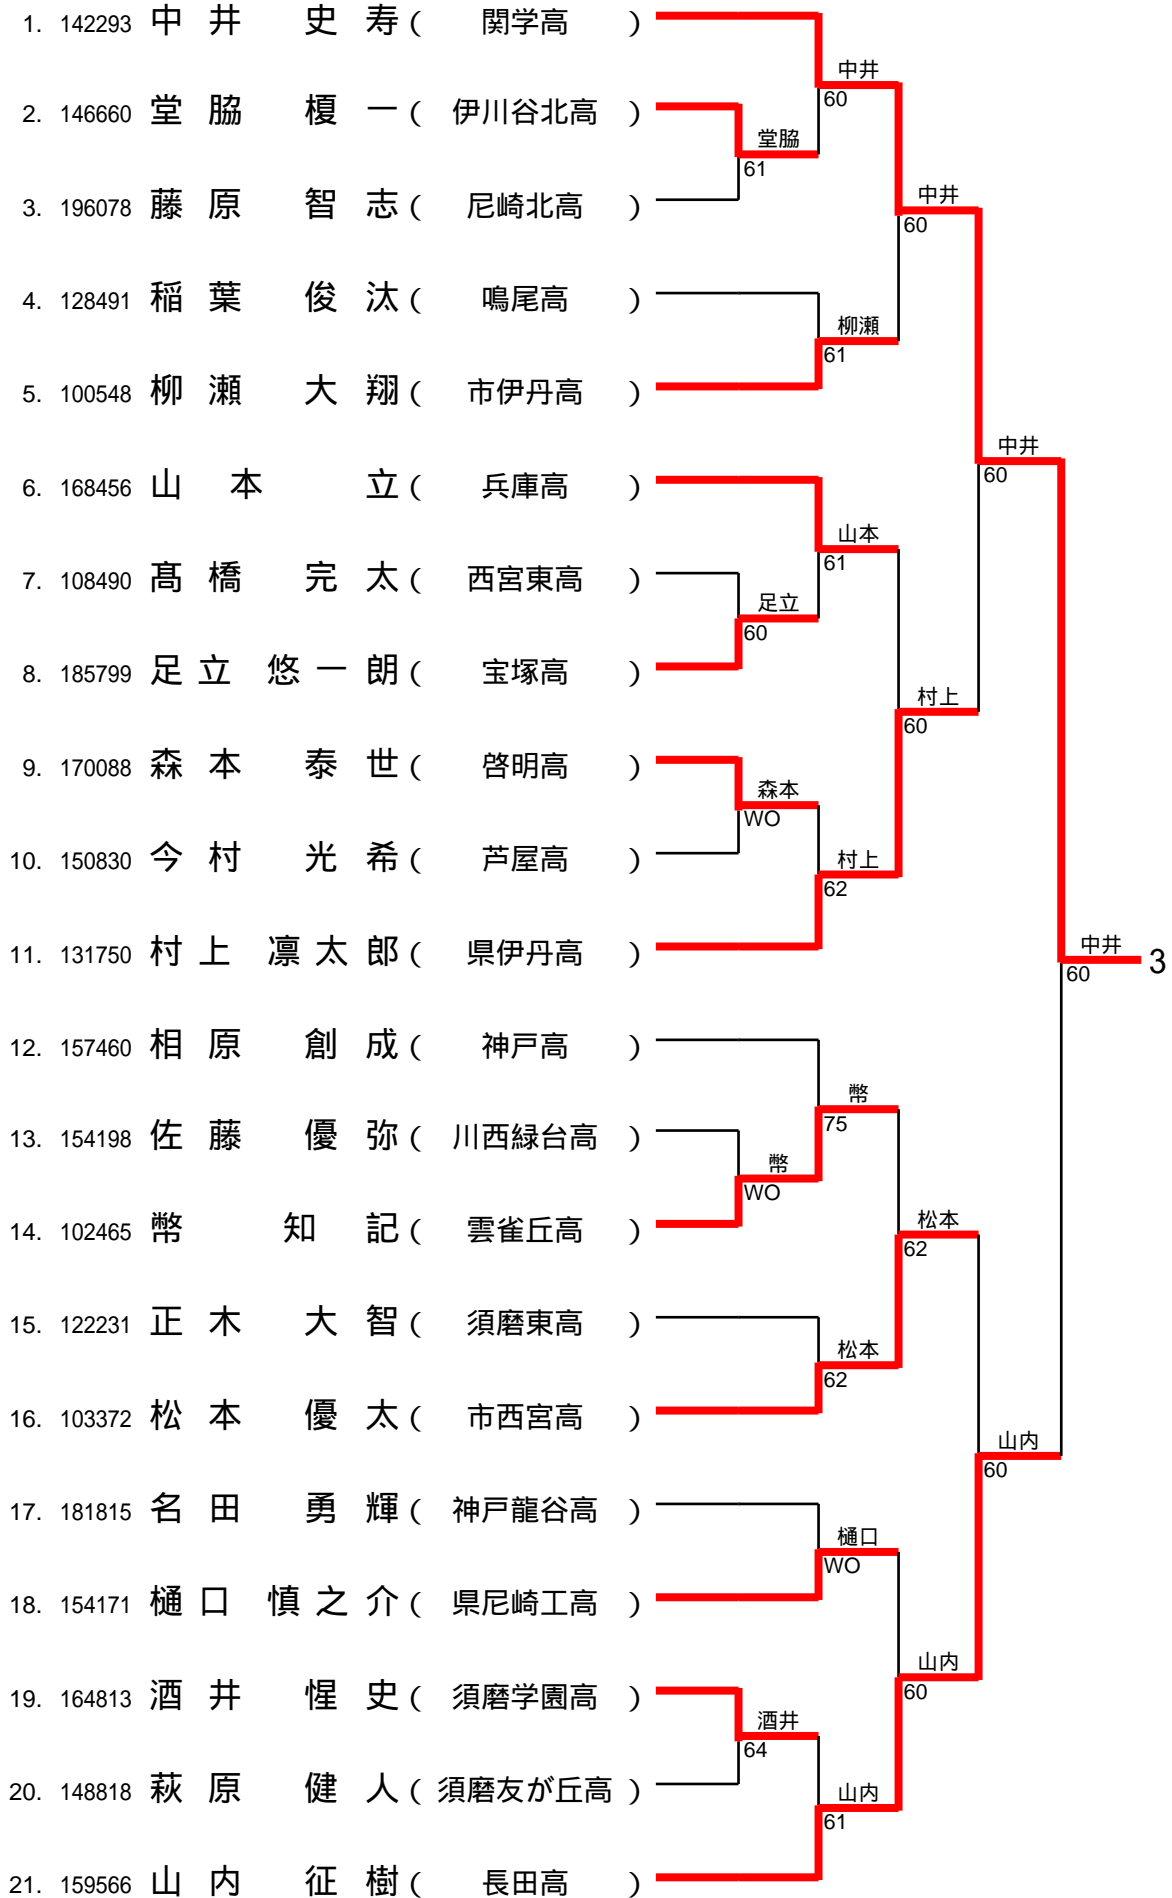 1. 142293 中井 史寿 ( 関学高 )
中井
60
2. 146660 堂脇 榎一 ( 伊川谷北高 )
堂脇
61
3. 196078 藤原 智志 ( 尼崎北高 )
中井
60
4. 128491 稲葉 俊汰 ( 鳴尾高 )
柳瀬
61
5. 100548 柳瀬 大翔 ( 市伊丹高 )
中井
60
6. 168456 山本 立 ( 兵庫高 )
山本
61
7. 108490 髙橋 完太 ( 西宮東高 )
足立
60
8. 185799 足立 悠一朗 ( 宝塚高 )
村上
60
9. 170088 森本 泰世 ( 啓明高 )
森本
WO
10. 150830 今村 光希 ( 芦屋高 )
村上
62
11. 131750 村上 凛太郎 ( 県伊丹高 )
中井
60
3
12. 157460 相原 創成 ( 神戸高 )
幣
75
13. 154198 佐藤 優弥 ( 川西緑台高 )
幣
WO
14. 102465 幣 知記 ( 雲雀丘高 )
松本
62
15. 122231 正木 大智 ( 須磨東高 )
松本
62
16. 103372 松本 優太 ( 市西宮高 )
山内
60
17. 181815 名田 勇輝 ( 神戸龍谷高 )
樋口
WO
18. 154171 樋口 慎之介 ( 県尼崎工高 )
山内
60
19. 164813 酒井 惺史 ( 須磨学園高 )
酒井
64
20. 148818 萩原 健人 ( 須磨友が丘高 )
山内
61
21. 159566 山内 征樹 ( 長田高 )